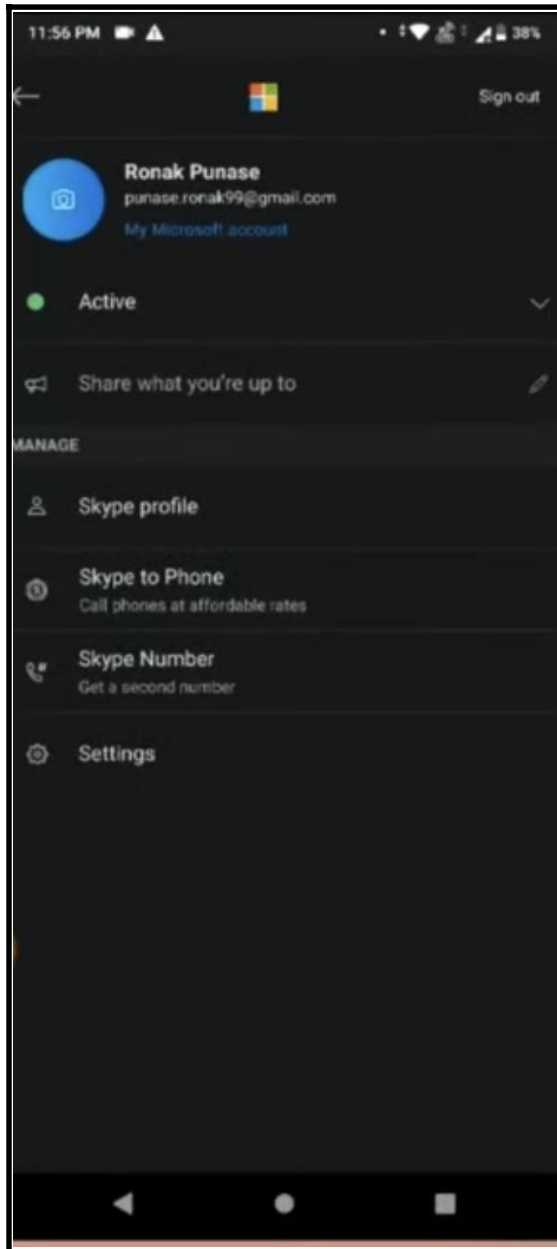 11:56 PM 38%
Sign out
Ronak Punase
punase.ronak99@gmail.com
My Microsoft account
Active
Share what you're up to
MANAGE
Skype profile
Skype to Phone
Call phones at affordable rates
Skype Number
Get a second number
Settings